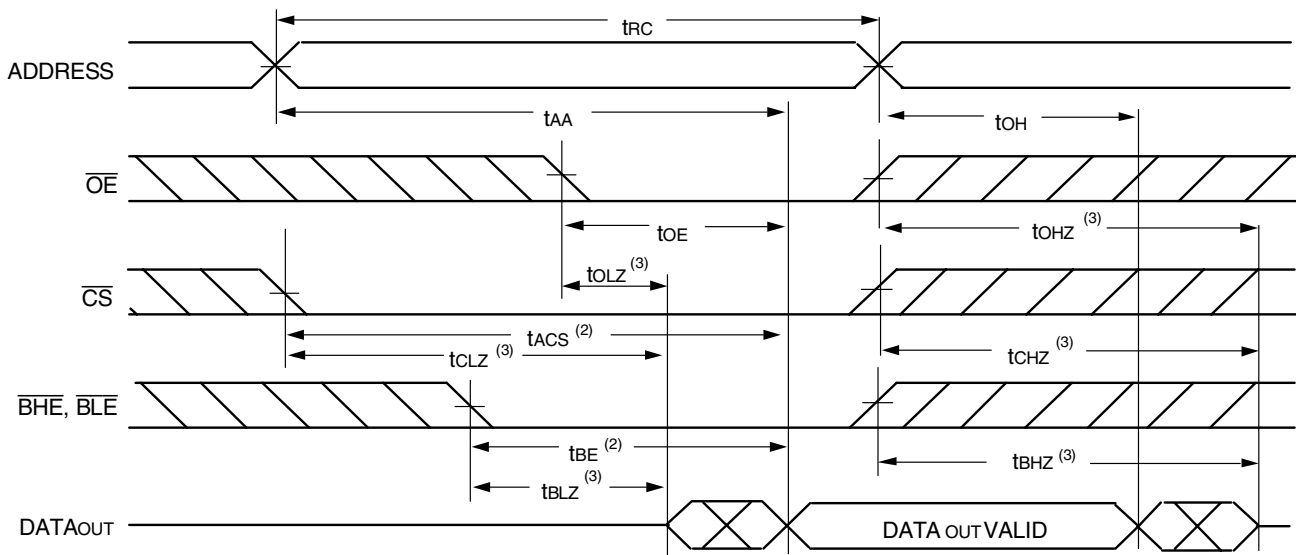 tRC
ADDRESS
tAA
tOH
OE
tOE
tOHZ (3)
tOLZ (3)
CS
tACS (2)
tCLZ (3)
tCHZ (3)
BHE, BLE
tBE (2)
tBHZ (3)
tBLZ (3)
DATAOUT
DATA OUT VALID